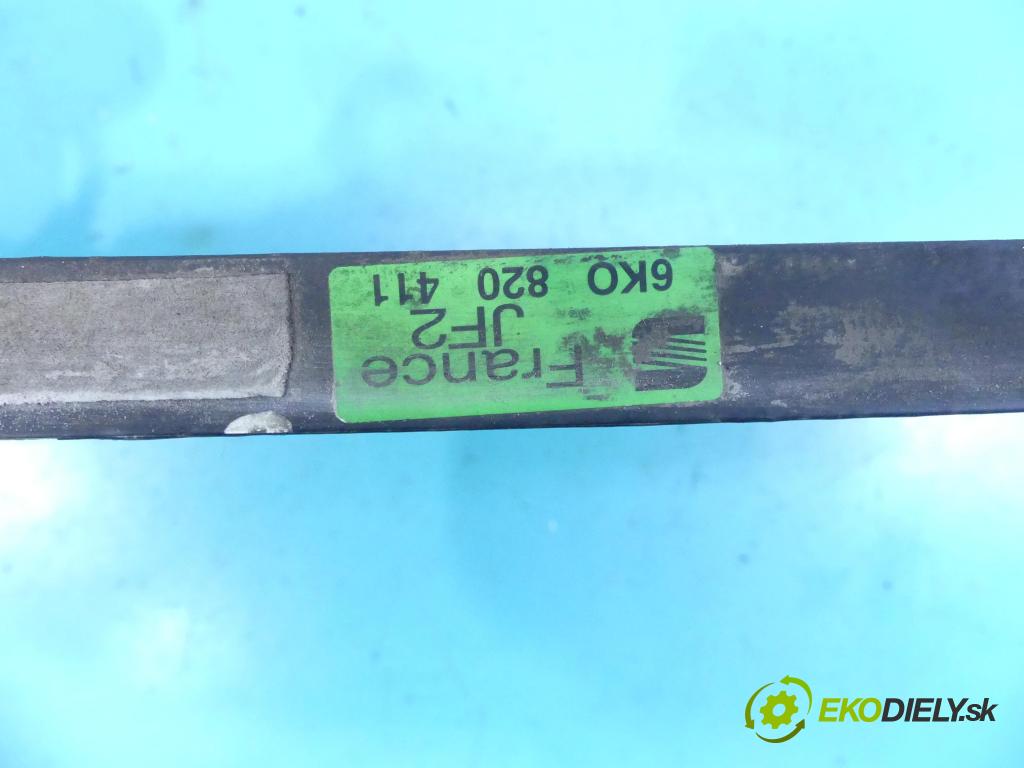 France
JF2
6KO 820 411
EKODIELY.sk